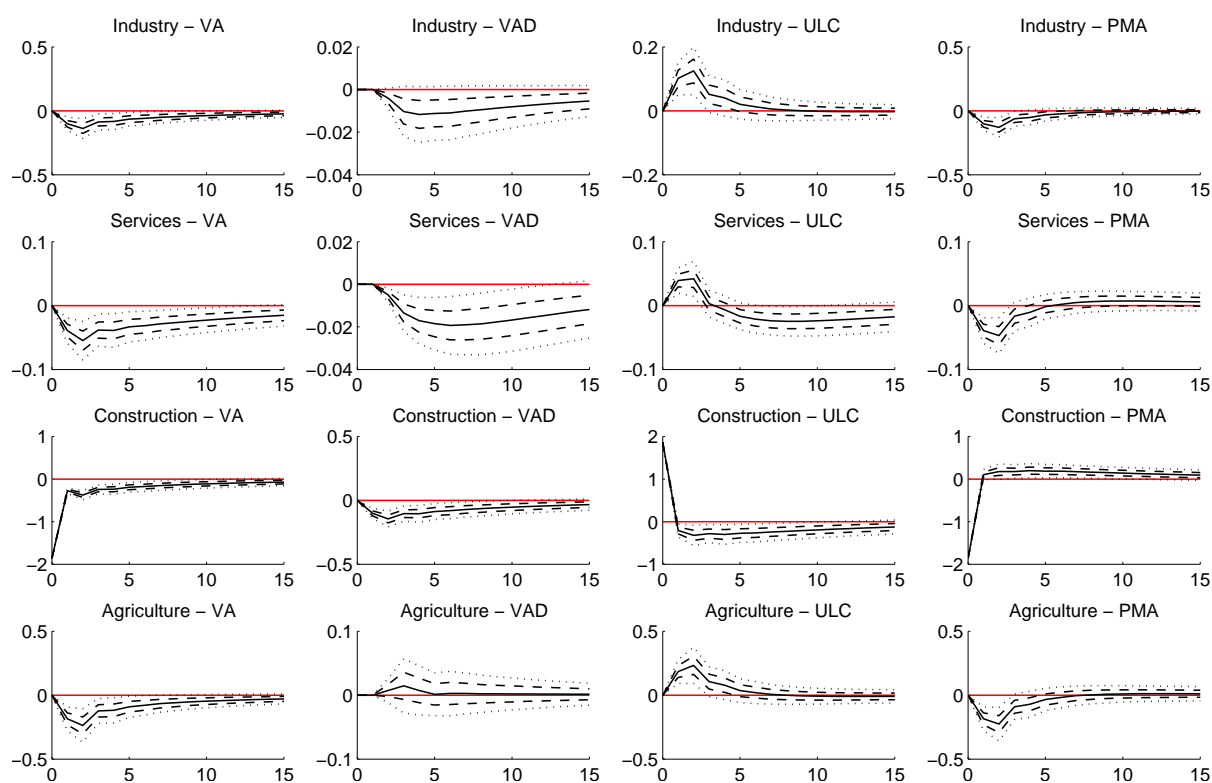 Industry − VA
Industry − VAD
Industry − ULC
Industry − PMA
0.5
0
−0.5
0 5 10 15
0.02
0
−0.02
−0.04
0 5 10 15
0.2
0
0.2
0 5 10 15
0.5
0
−0.5
0 5 10 15
Services − VA
Services − VAD
Services − ULC
Services − PMA
0.1
0
−0.1
0 5 10 15
0.02
0
−0.02
−0.04
0 5 10 15
0.1
0
−0.1
0 5 10 15
0.1
0
−0.1
0 5 10 15
Construction − VA
Construction − VAD
Construction − ULC
Construction − PMA
1
0
−1
−2
0 5 10 15
0.5
0
−0.5
0 5 10 15
2
1
0
−1
0 5 10 15
1
0
−1
−2
0 5 10 15
Agriculture − VA
Agriculture − VAD
Agriculture − ULC
Agriculture − PMA
0.5
0
−0.5
0 5 10 15
0.1
0
−0.1
0 5 10 15
0.5
0
−0.5
0 5 10 15
0.5
0
−0.5
0 5 10 15